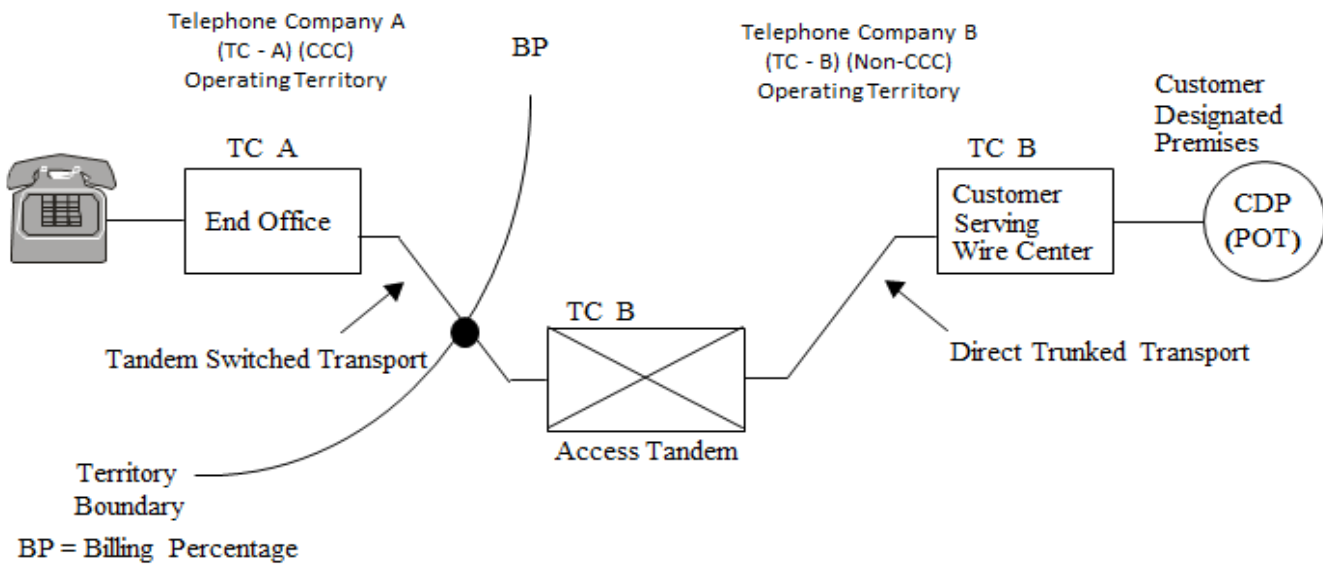 Telephone Company A
(TC - A) (CCC)
Operating Territory
BP
Telephone Company B
(TC - B) (Non-CCC)
Operating Territory
Customer
Designated
Premises
TC A
End Office
TC B
Customer
Serving
Wire Center
CDP
(POT)
Tandem Switched Transport
TC B
Access Tandem
Direct Trunked Transport
Territory
Boundary
BP = Billing Percentage